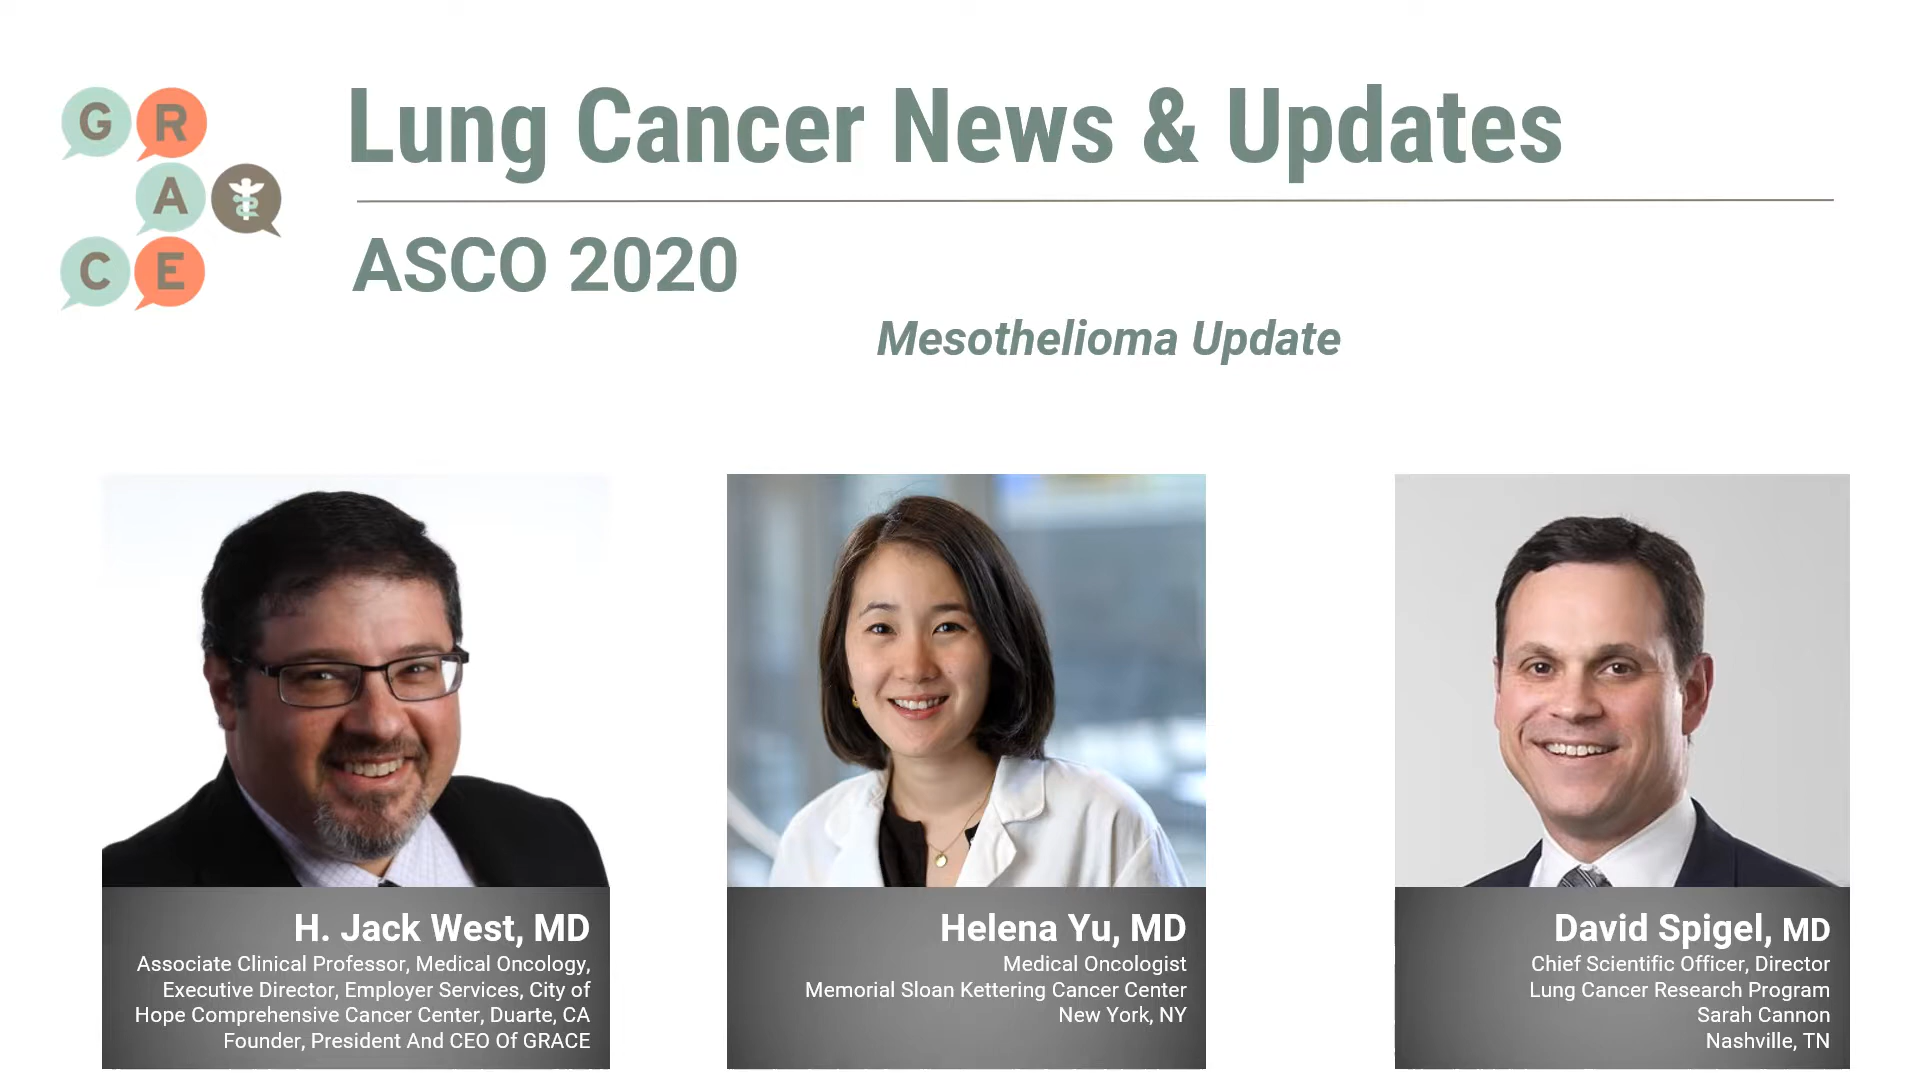 G R
A
C E
Lung Cancer News & Updates
ASCO 2020
Mesothelioma Update
H. Jack West, MD
Associate Clinical Professor, Medical Oncology,
Executive Director, Employer Services, City of
Hope Comprehensive Cancer Center, Duarte, CA
Founder, President And CEO Of GRACE
Helena Yu, MD
Medical Oncologist
Memorial Sloan Kettering Cancer Center
New York, NY
David Spigel, MD
Chief Scientific Officer, Director
Lung Cancer Research Program
Sarah Cannon
Nashville, TN